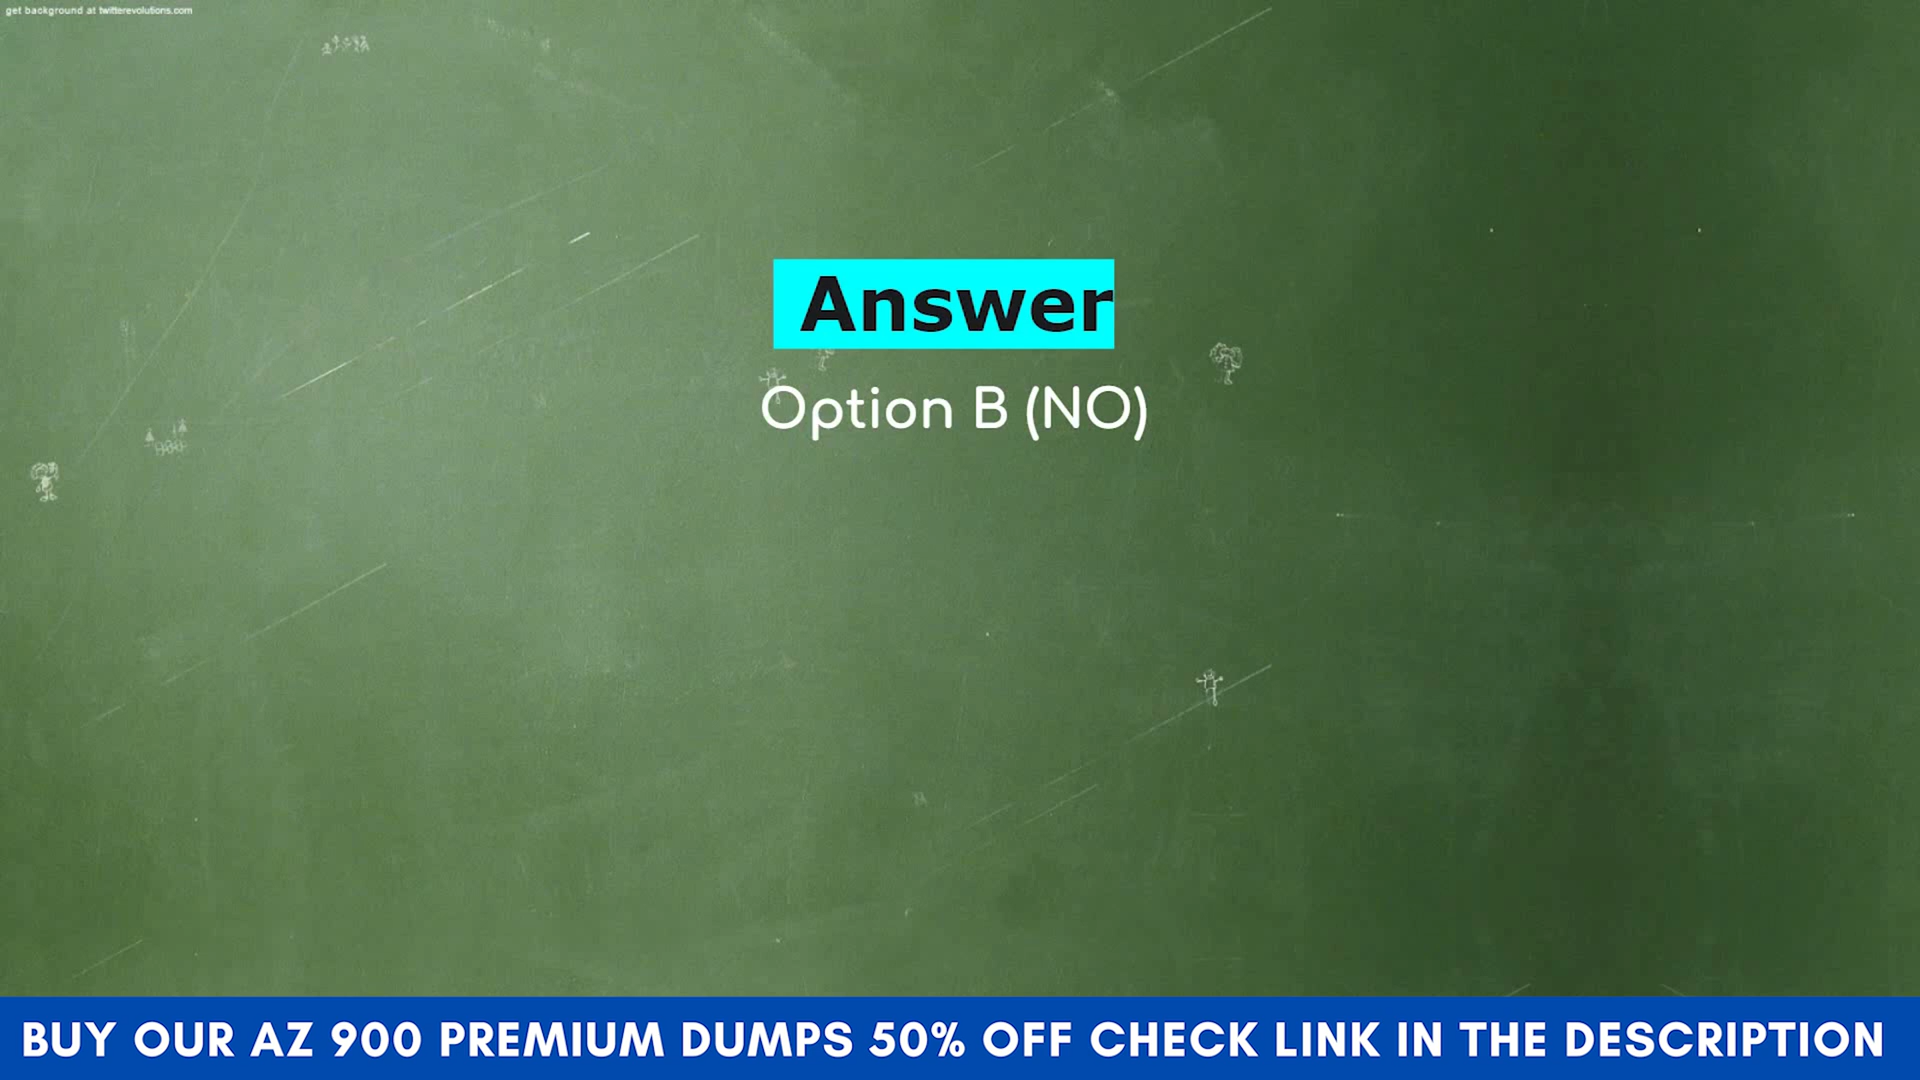 get background at twitterevolutions.com
Answer
Option B (NO)
BUY OUR AZ 900 PREMIUM DUMPS 50% OFF CHECK LINK IN THE DESCRIPTION